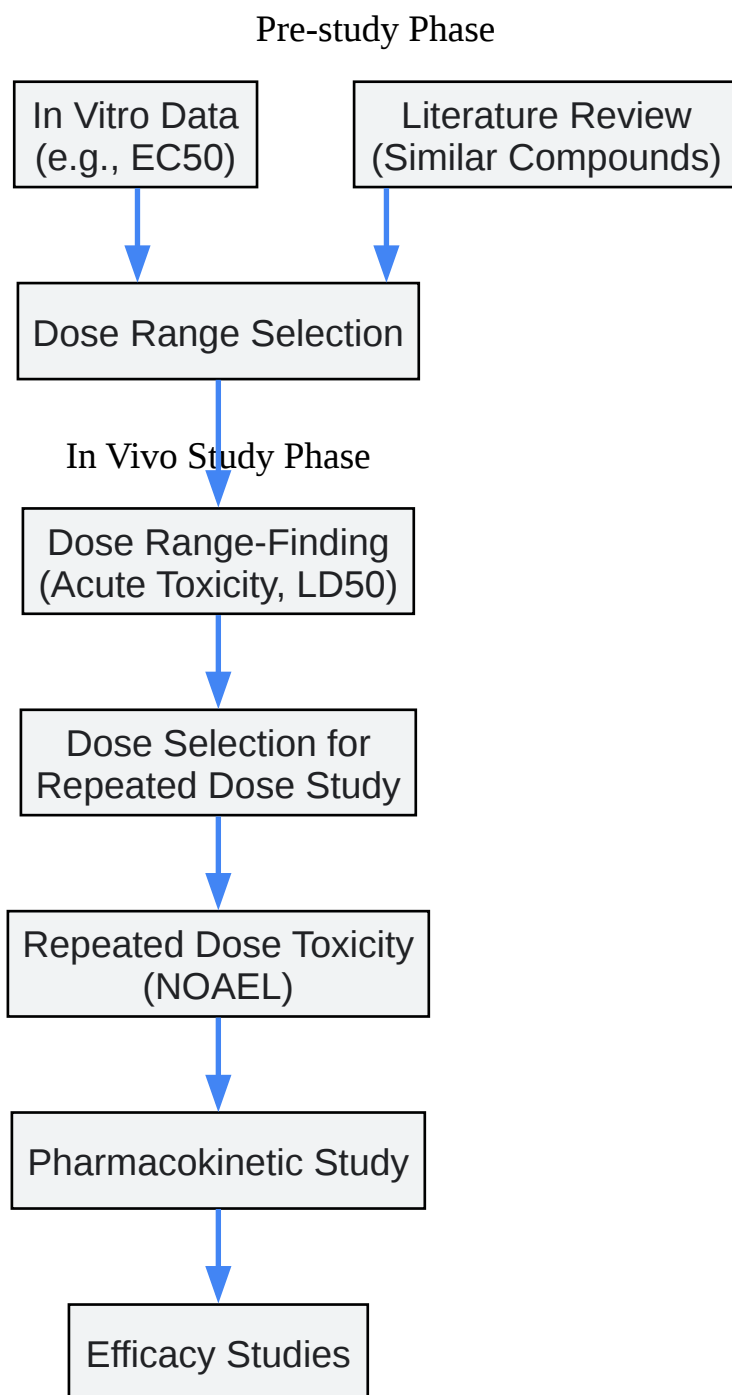 Pre-study Phase
In Vitro Data
(e.g., EC50)
Literature Review
(Similar Compounds)
Dose Range Selection
In Vivo Study Phase
Dose Range-Finding
(Acute Toxicity, LD50)
Dose Selection for
Repeated Dose Study
Repeated Dose Toxicity
(NOAEL)
Pharmacokinetic Study
Efficacy Studies